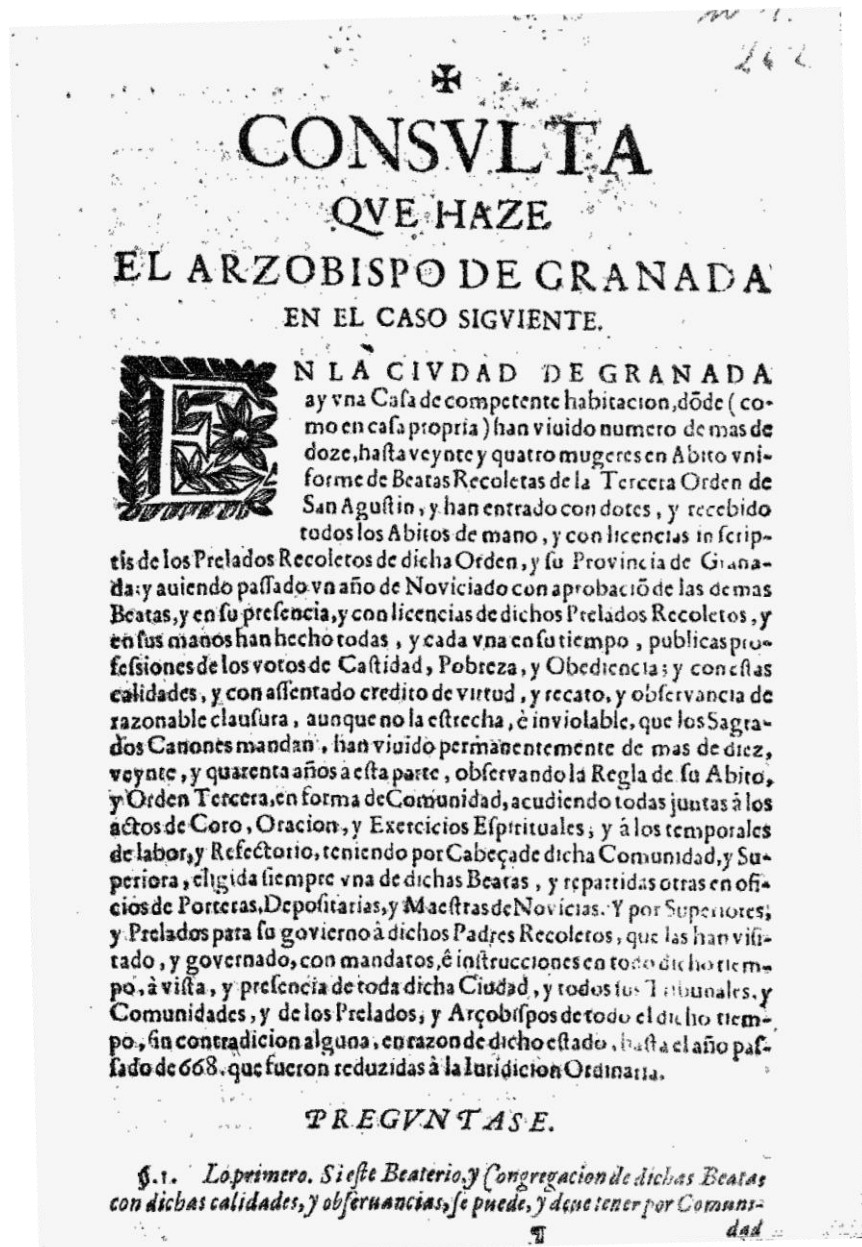 262
✠
CONSVLTA
QVE HAZE
EL ARZOBISPO DE GRANADA
EN EL CASO SIGVIENTE.
EN LA CIVDAD DE GRANADA
ay vna Casa de competente habitacion, dõde (co-
mo en casa propria) han viuido numero de mas de
doze, hasta veynte y quatro mugeres en Abito vni-
forme de Beatas Recoletas de la Tercera Orden de
San Agustin, y han entrado con dotes, y recebido
todos los Abitos de mano, y con licencias in scrip-
tis de los Prelados Recoletos de dicha Orden, y su Provincia de Grana-
da: y auiendo passado vn año de Noviciado con aprobaciõ de las demas
Beatas, y en su presencia, y con licencias de dichos Prelados Recoletos, y
en sus manos han hecho todas, y cada vna en su tiempo, publicas pro-
fessiones de los votos de Castidad, Pobreza, y Obediencia; y con estas
calidades, y con assentado credito de virtud, y recato, y observancia de
razonable clausura, aunque no la estrecha, è inviolable, que los Sagra-
dos Canones mandan, han viuido permanentemente de mas de diez,
veynte, y quarenta años a esta parte, observando la Regla de su Abito,
y Orden Tercera, en forma de Comunidad, acudiendo todas juntas â los
actos de Coro, Oracion, y Exercicios Espirituales; y á los temporales
de labor, y Refectorio, teniendo por Cabeça de dicha Comunidad, y Su-
periora, eligida siempre vna de dichas Beatas, y repartidas otras en ofi-
cios de Porteras, Depositarias, y Maestras de Novicias. Y por Superiores,
y Prelados para su govierno â dichos Padres Recoletos, que las han visi-
tado, y governado, con mandatos, é instrucciones en todo dicho tiem-
po, à vista, y presencia de toda dicha Ciudad, y todos sus Tribunales, y
Comunidades, y de los Prelados, y Arçobispos de todo el dicho tiem-
po, sin contradicion alguna, en razon de dicho estado, hasta el año pas-
sado de 668. que fueron reduzidas â la Iuridicion Ordinaria.
PREGVNTASE.
§. 1. Lo primero. Si este Beaterio, y Congregacion de dichas Beatas
con dichas calidades, y obseruancias, se puede, y deue tener por Comuni-
¶ dad